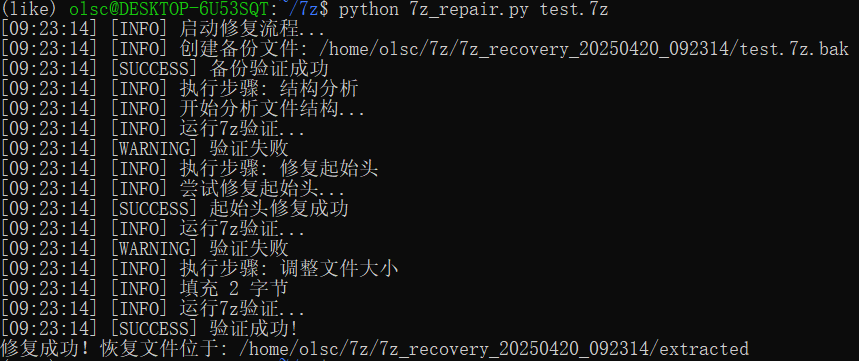 (like) olsc@DESKTOP-6U53SQT:~/7z$ python 7z_repair.py test.7z
[09:23:14] [INFO] 启动修复流程...
[09:23:14] [INFO] 创建备份文件: /home/olsc/7z/7z_recovery_20250420_092314/test.7z.bak
[09:23:14] [SUCCESS] 备份验证成功
[09:23:14] [INFO] 执行步骤: 结构分析
[09:23:14] [INFO] 开始分析文件结构...
[09:23:14] [INFO] 运行7z验证...
[09:23:14] [WARNING] 验证失败
[09:23:14] [INFO] 执行步骤: 修复起始头
[09:23:14] [INFO] 尝试修复起始头...
[09:23:14] [SUCCESS] 起始头修复成功
[09:23:14] [INFO] 运行7z验证...
[09:23:14] [WARNING] 验证失败
[09:23:14] [INFO] 执行步骤: 调整文件大小
[09:23:14] [INFO] 填充 2 字节
[09:23:14] [INFO] 运行7z验证...
[09:23:14] [SUCCESS] 验证成功!
修复成功! 恢复文件位于: /home/olsc/7z/7z_recovery_20250420_092314/extracted